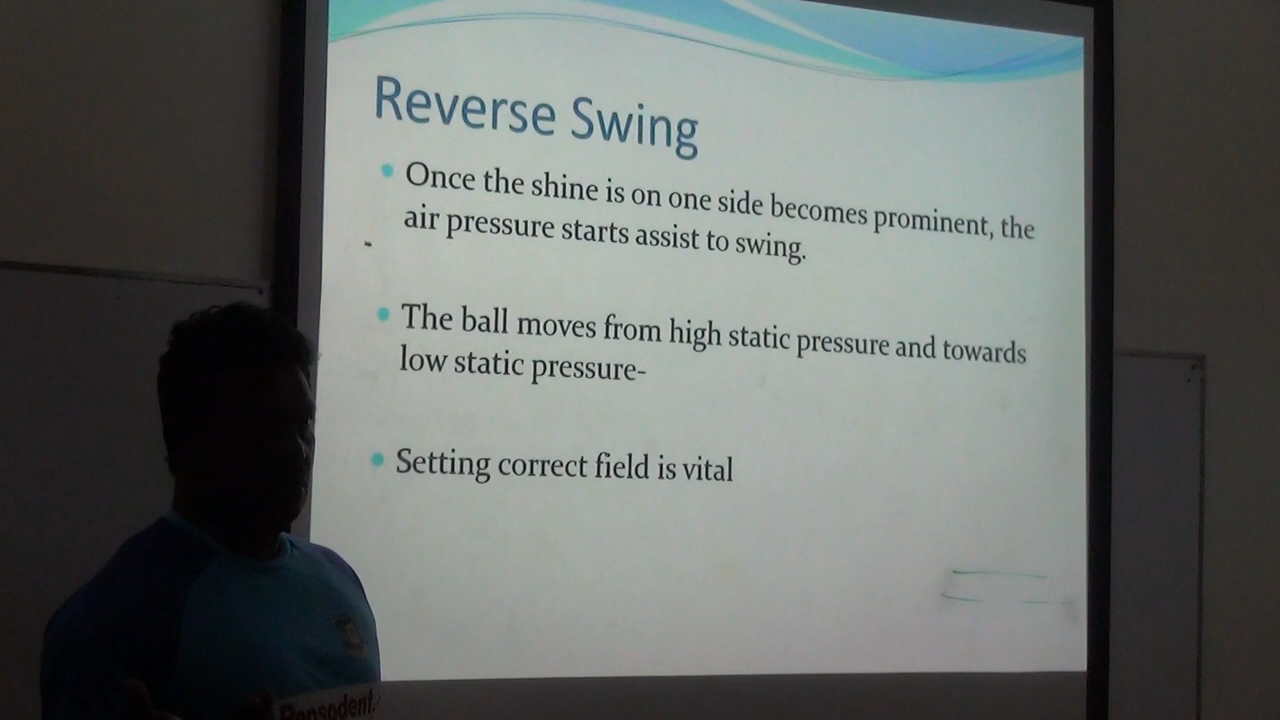 Reverse Swing
Once the shine is on one side becomes prominent, the
air pressure starts assist to swing.
The ball moves from high static pressure and towards
low static pressure-
Setting correct field is vital